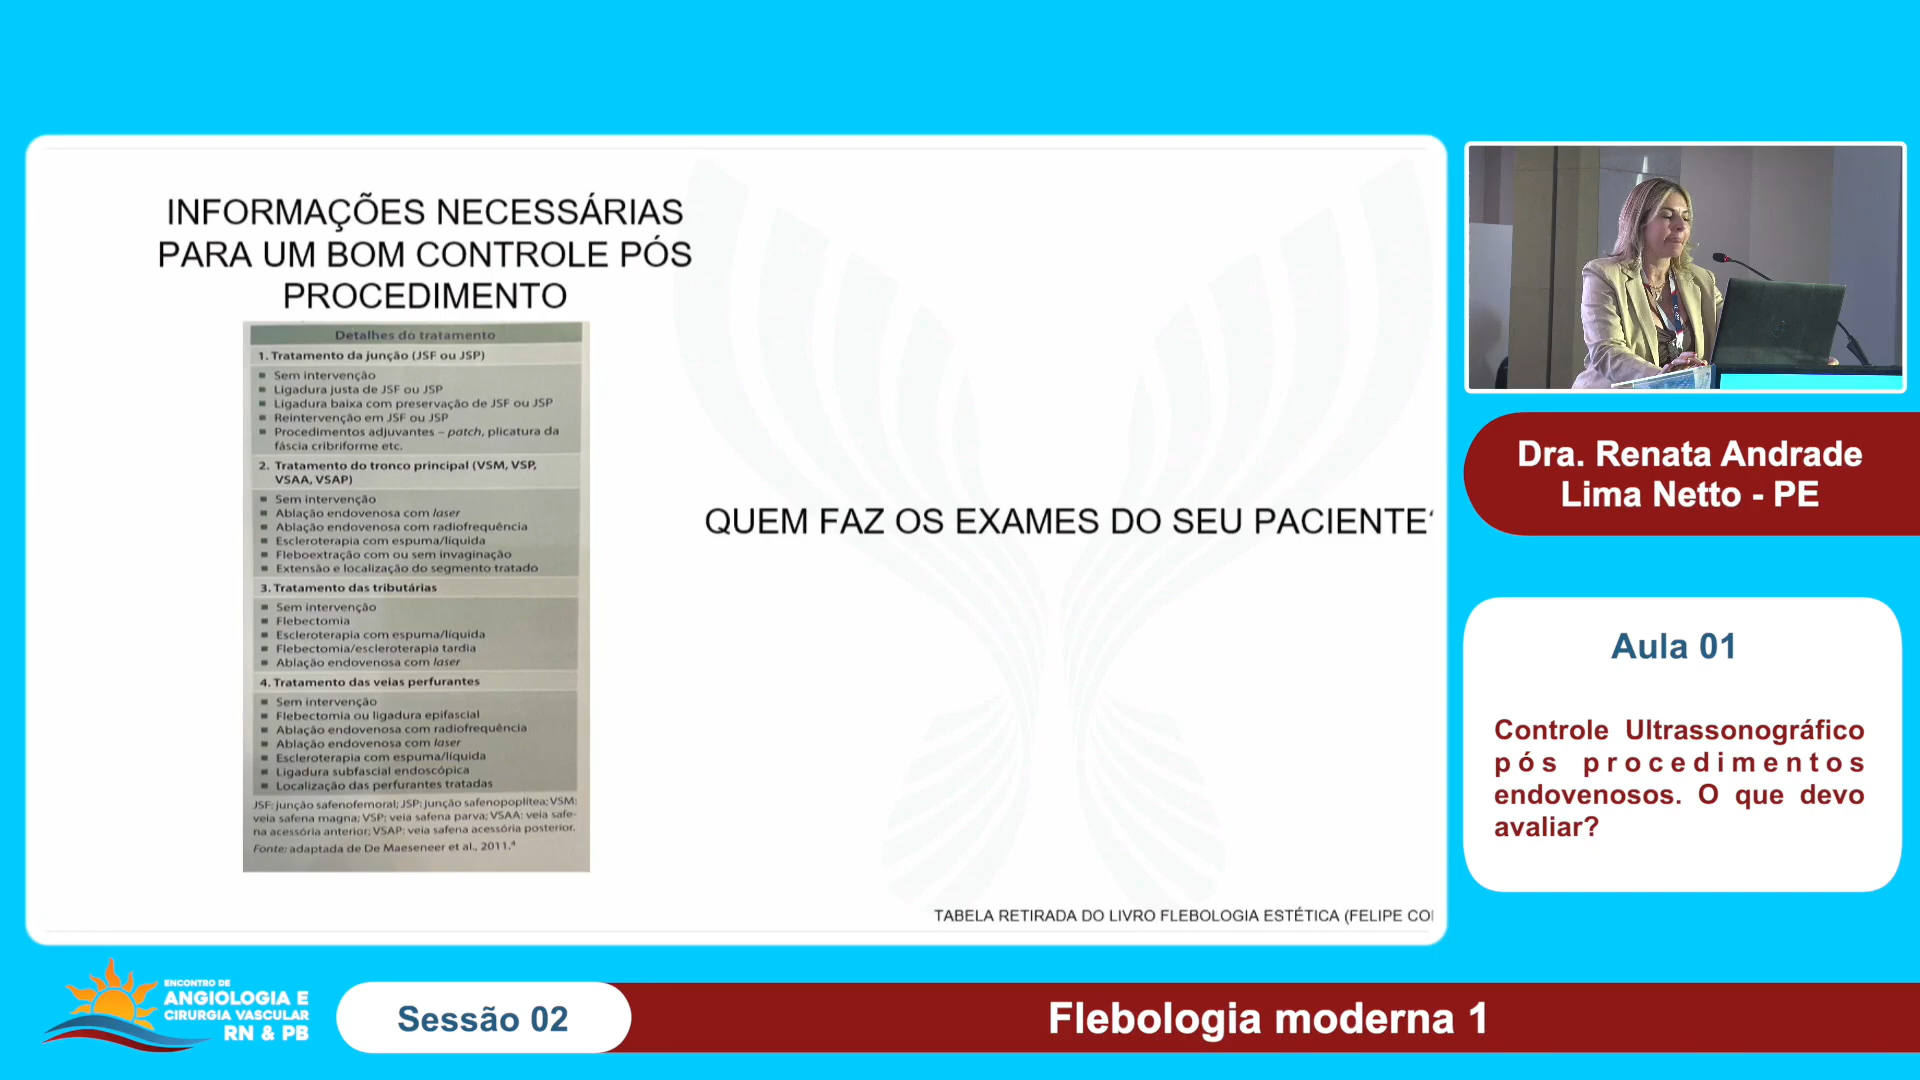 INFORMAÇÕES NECESSÁRIAS
PARA UM BOM CONTROLE PÓS
PROCEDIMENTO
Detalhes do tratamento
1. Tratamento da junção (JSF ou JSP)
Sem intervenção
Ligadura justa de JSF ou JSP
Ligadura baixa com preservação de JSF ou JSP
Reintervenção em JSF ou JSP
Procedimentos adjuvantes – patch, plicatura da
fáscia cribriforme etc.
2. Tratamento do tronco principal (VSM, VSP,
VSAA, VSAP)
Sem intervenção
Ablação endovenosa com laser
Ablação endovenosa com radiofrequência
Escleroterapia com espuma/líquida
Fleboextração com ou sem invaginação
Extensão e localização do segmento tratado
3. Tratamento das tributárias
Sem intervenção
Flebectomia
Escleroterapia com espuma/líquida
Flebectomia/escleroterapia tardia
Ablação endovenosa com laser
4. Tratamento das veias perfurantes
Sem intervenção
Flebectomia ou ligadura epifascial
Ablação endovenosa com radiofrequência
Ablação endovenosa com laser
Escleroterapia com espuma/líquida
Ligadura subfascial endoscópica
Localização das perfurantes tratadas
JSF: junção safenofemoral; JSP: junção safenopoplítea; VSM:
veia safena magna; VSP: veia safena parva; VSAA: veia safe-
na acessória anterior; VSAP: veia safena acessória posterior.
Fonte: adaptada de De Maeseneer et al., 2011.4
QUEM FAZ OS EXAMES DO SEU PACIENTE?
TABELA RETIRADA DO LIVRO FLEBOLOGIA ESTÉTICA (FELIPE
Dra. Renata Andrade
Lima Netto - PE
Aula 01
Controle Ultrassonográfico
pós procedimentos
endovenosos. O que devo
avaliar?
ENCONTRO DE
ANGIOLOGIA E
CIRURGIA VASCULAR
RN & PB
Sessão 02
Flebologia moderna 1